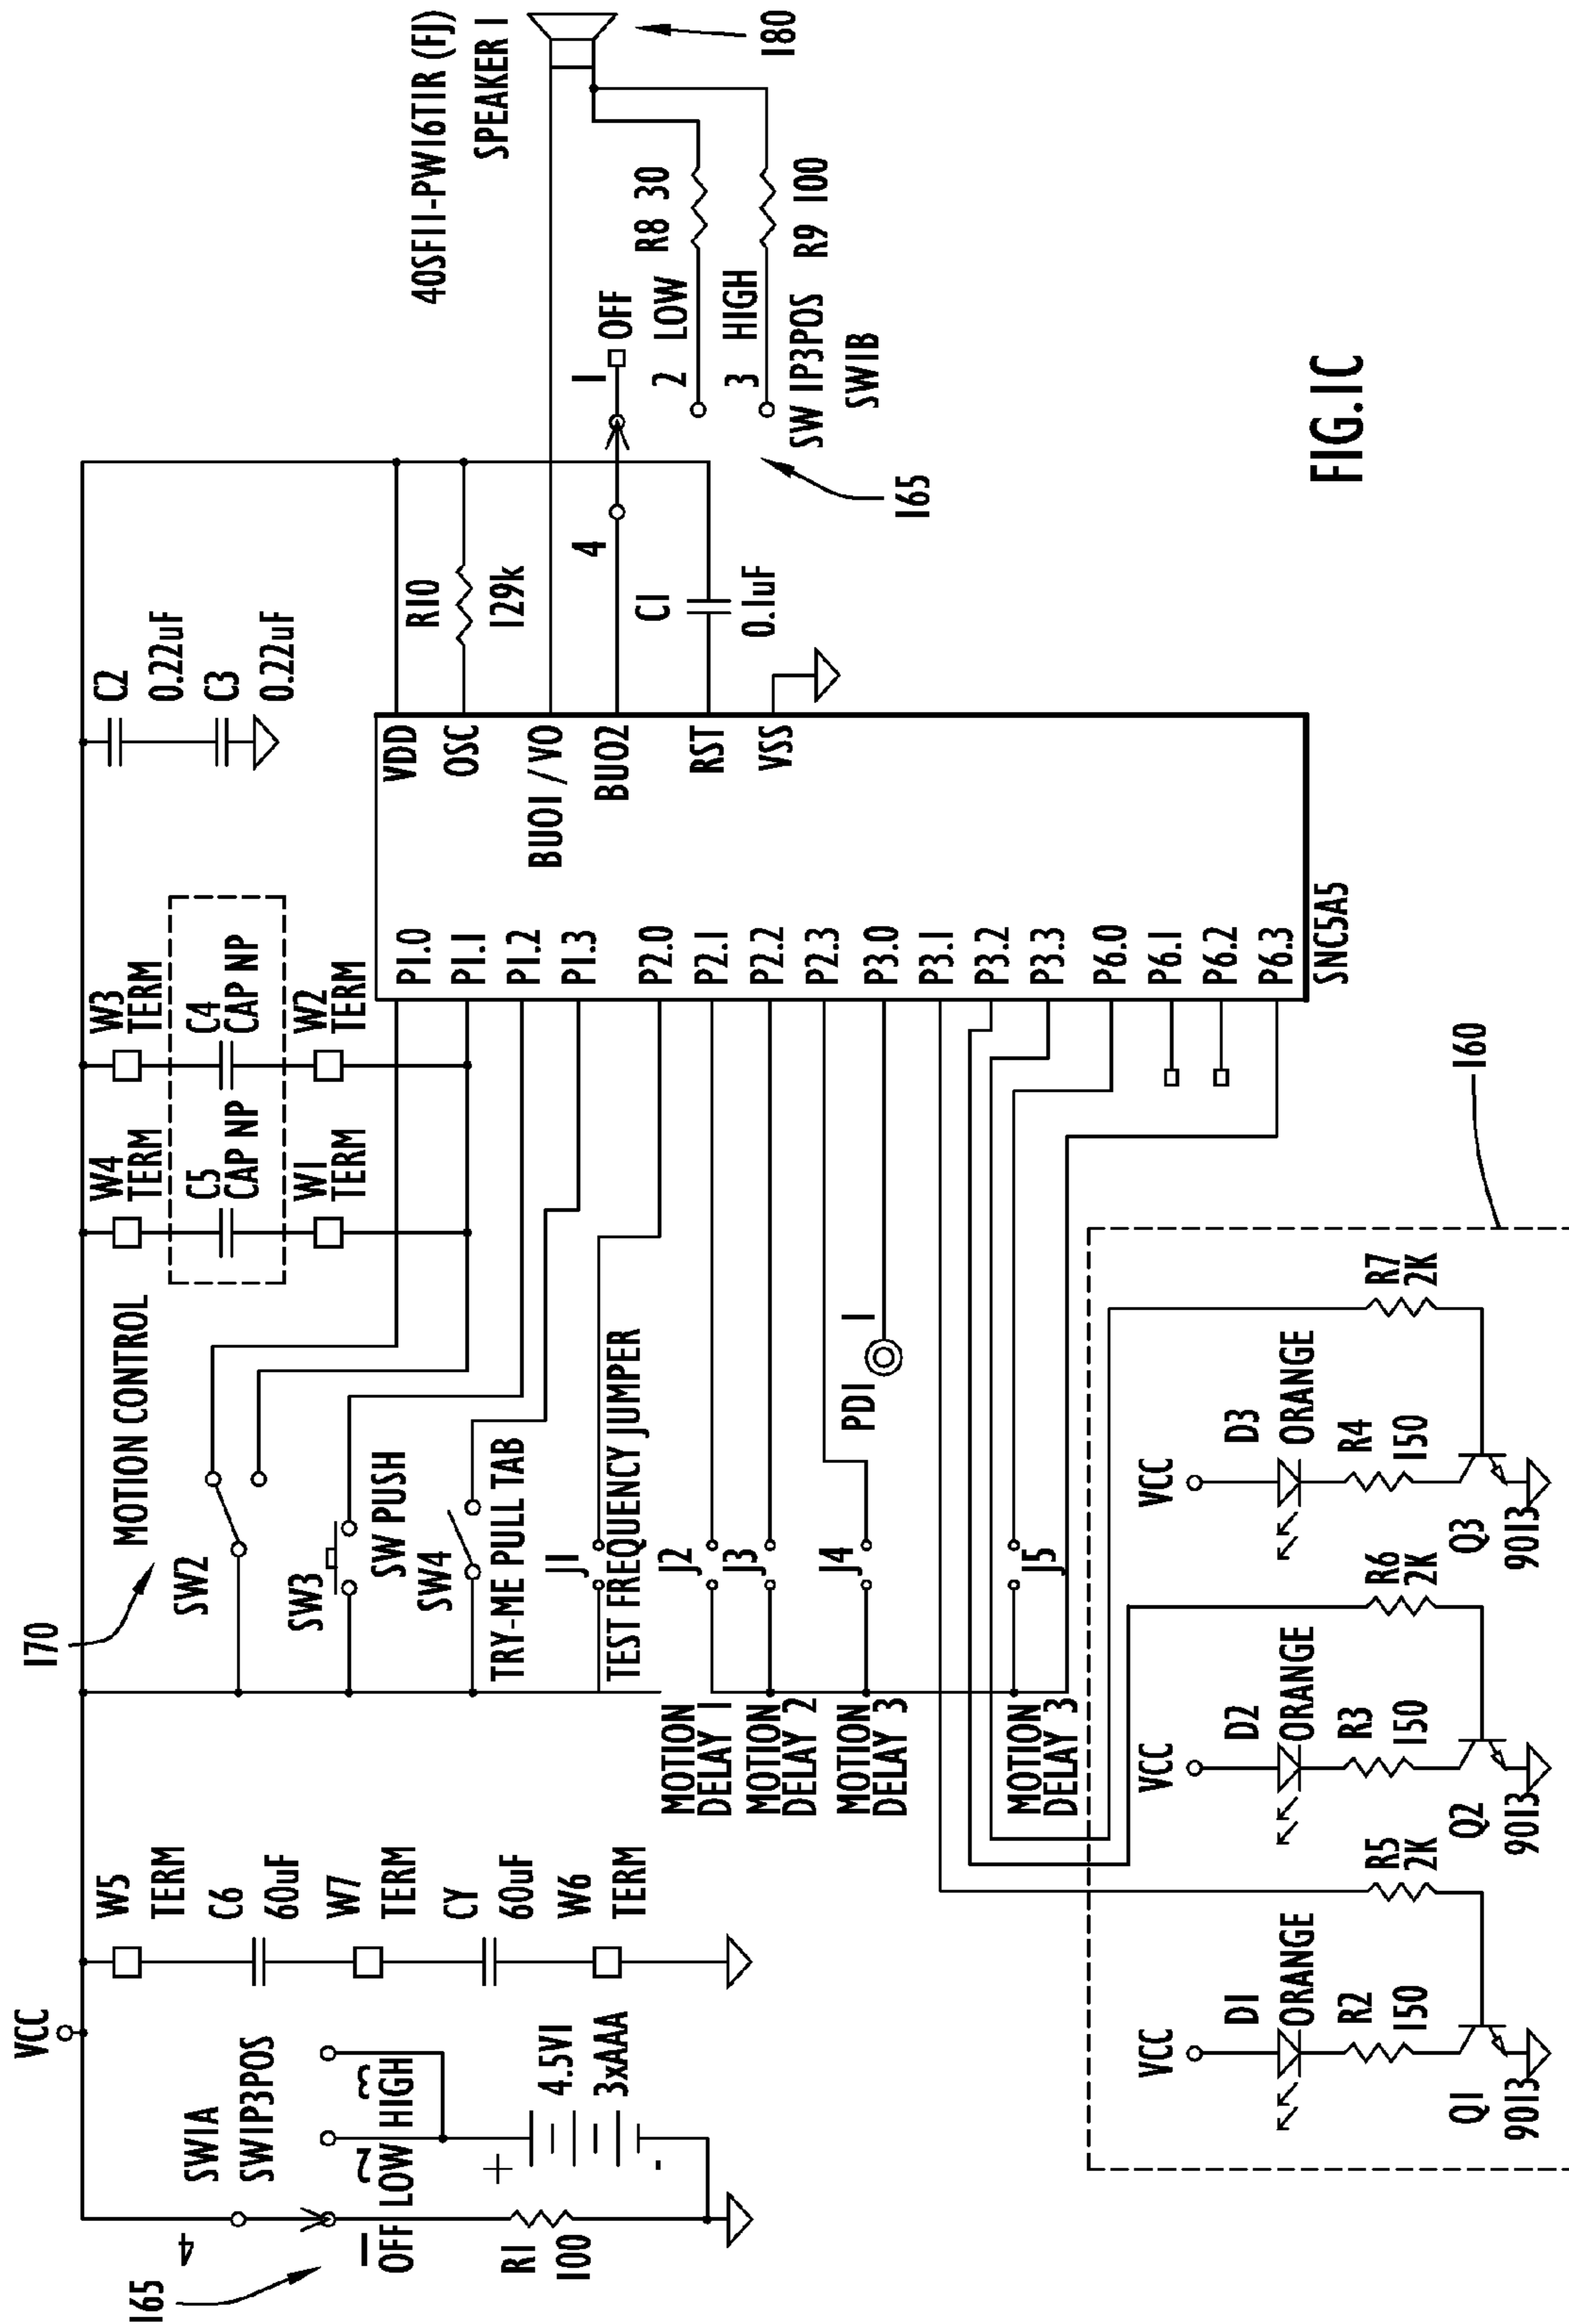 VCC
165
4
SW1A
SW1P3POS
1
2
3
OFF LOW HIGH
R1
100
+
-
4.5V1
3xAAA
W5
TERM
C6
60uF
W7
TERM
CY
60uF
W6
TERM
170
MOTION CONTROL
SW2
SW3
SW PUSH
SW4
TRY-ME PULL TAB
J1
TEST FREQUENCY JUMPER
J2
MOTION
DELAY 1
J3
MOTION
DELAY 2
J4
MOTION
DELAY 3
J5
MOTION
DELAY 3
PD1
1
W4
TERM
C5
CAP NP
W1
TERM
W3
TERM
C4
CAP NP
W2
TERM
P1.0
P1.1
P1.2
P1.3
P2.0
P2.1
P2.2
P2.3
P3.0
P3.1
P3.2
P3.3
P6.0
P6.1
P6.2
P6.3
SNC5A5
VDD
OSC
BUO1 / VO
BUO2
RST
VSS
C2
0.22uF
C3
0.22uF
R10
129k
4
C1
0.1uF
1
OFF
2 LOW
3 HIGH
R8 30
R9 100
SW 1P3POS
SW1B
165
40SF11-PW16T1R (FJ)
SPEAKER 1
180
160
VCC
D1
ORANGE
R2
150
Q1
9013
R5
2K
VCC
D2
ORANGE
R3
150
Q2
9013
R6
2K
VCC
D3
ORANGE
R4
150
Q3
9013
R7
2K
FIG.1C